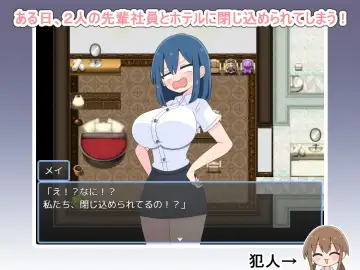 ある日、2人の先輩社員とホテルに閉じ込められてしまう！
メイ
「え！？なに！？
私たち、閉じ込められてるの！？」
犯人→